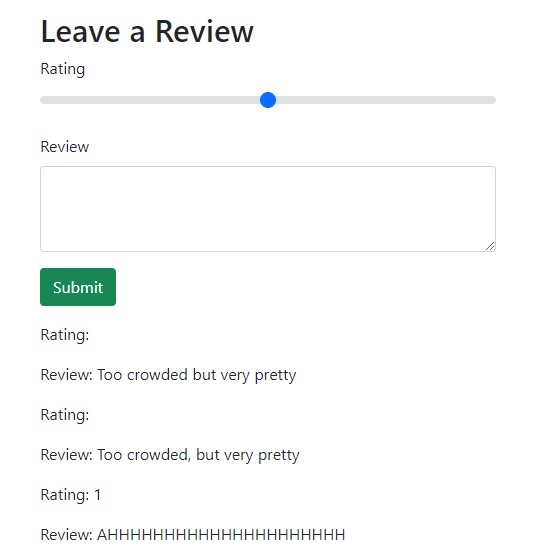 Leave a Review
Rating
Review
Submit
Rating:
Review: Too crowded but very pretty
Rating:
Review: Too crowded, but very pretty
Rating: 1
Review: AHHHHHHHHHHHHHHHHHHHHH